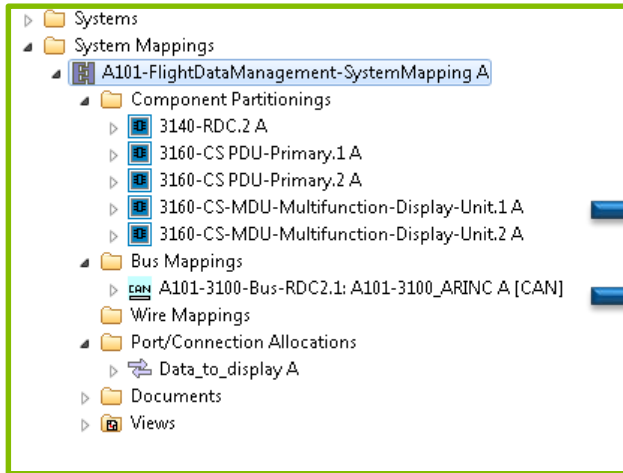 Systems
System Mappings
A101-FlightDataManagement-SystemMapping A
Component Partitionings
3140-RDC.2 A
3160-CS PDU-Primary.1 A
3160-CS PDU-Primary.2 A
3160-CS-MDU-Multifunction-Display-Unit.1 A
3160-CS-MDU-Multifunction-Display-Unit.2 A
Bus Mappings
CAN A101-3100-Bus-RDC2.1: A101-3100_ARINC A [CAN]
Wire Mappings
Port/Connection Allocations
Data_to_display A
Documents
Views